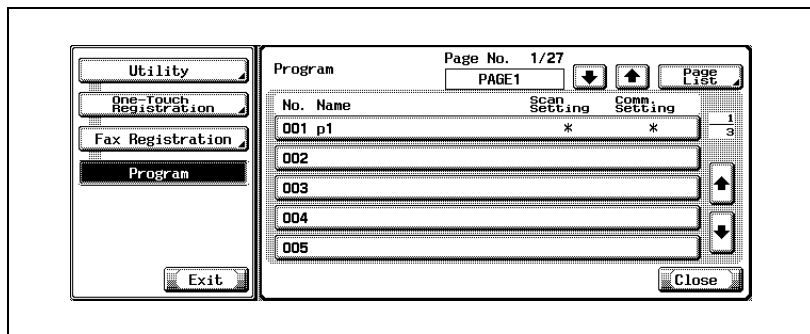 Utility
One-Touch
Registration
Fax Registration
Program
Exit
Program
Page No. 1/27
PAGE1
Page
List
No. Name Scan Setting Comm. Setting
001 p1 * *
1
3
002
003
004
005
Close